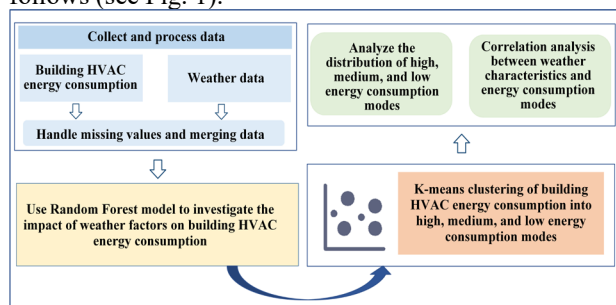 follows (see Fig. 1).
Collect and process data
Building HVAC
energy consumption
Weather data
Handle missing values and merging data
Use Random Forest model to investigate the
impact of weather factors on building HVAC
energy consumption
K-means clustering of building
HVAC energy consumption into
high, medium, and low energy
consumption modes
Analyze the
distribution of high,
medium, and low
energy consumption
modes
Correlation analysis
between weather
characteristics and
energy consumption
modes